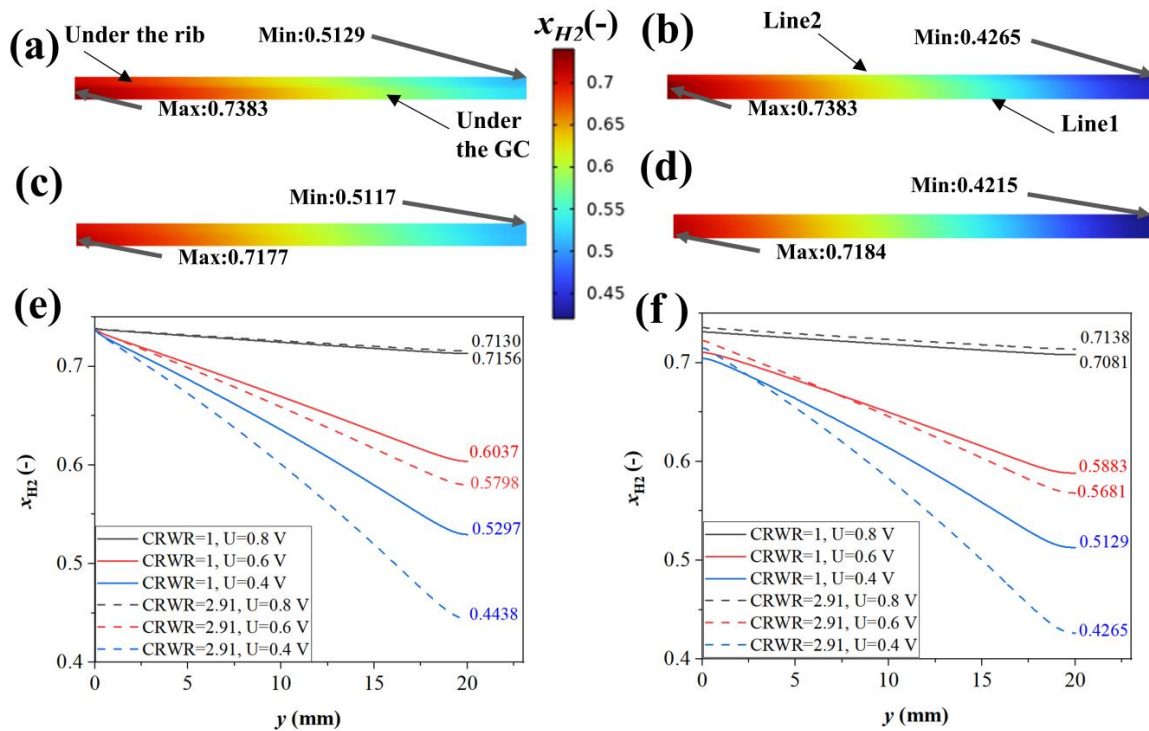 (a)
Under the rib
Min:0.5129
Max:0.7383
Under
the GC
x_H2(-)
0.7
0.65
0.6
0.55
0.5
0.45
(b)
Line2
Min:0.4265
Max:0.7383
Line1
(c)
Min:0.5117
Max:0.7177
(d)
Min:0.4215
Max:0.7184
(e)
x_H2 (-)
0.7
0.6
0.5
0.4
0.7130
0.7156
0.6037
0.5798
0.5297
0.4438
CRWR=1, U=0.8 V
CRWR=1, U=0.6 V
CRWR=1, U=0.4 V
CRWR=2.91, U=0.8 V
CRWR=2.91, U=0.6 V
CRWR=2.91, U=0.4 V
0 5 10 15 20
y (mm)
(f)
x_H2 (-)
0.7
0.6
0.5
0.4
0.7138
0.7081
0.5883
0.5681
0.5129
0.4265
CRWR=1, U=0.8 V
CRWR=1, U=0.6 V
CRWR=1, U=0.4 V
CRWR=2.91, U=0.8 V
CRWR=2.91, U=0.6 V
CRWR=2.91, U=0.4 V
0 5 10 15 20
y (mm)